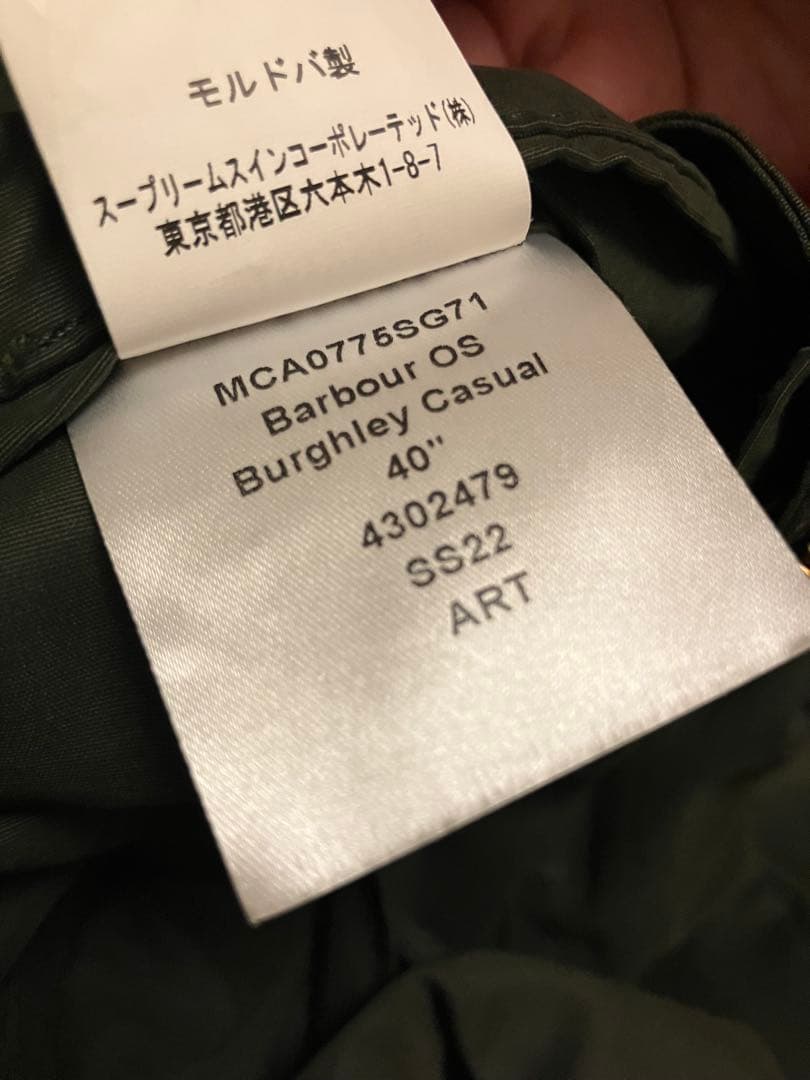 モルドバ製
スープリームスインコーポレーテッド(株)
東京都港区六本木1-8-7
MCA0775SG71
Barbour OS
Burghley Casual
40"
4302479
SS22
ART